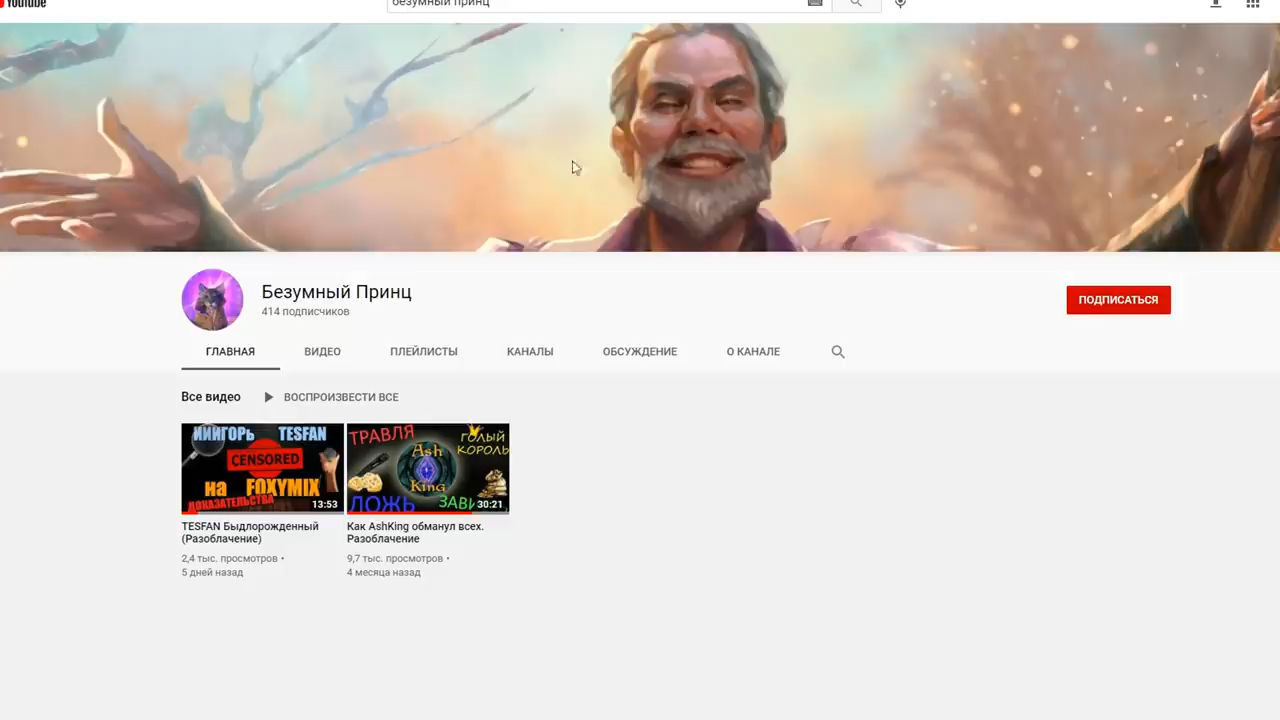 YouTube
безумный принц
Безумный Принц
414 подписчиков
ПОДПИСАТЬСЯ
ГЛАВНАЯ ВИДЕО ПЛЕЙЛИСТЫ КАНАЛЫ ОБСУЖДЕНИЕ О КАНАЛЕ
Все видео ВОСПРОИЗВЕСТИ ВСЕ
TESFAN
CENSORED
на FOXYMIX
ДОКАЗАТЕЛЬСТВА
13:53
ТРАВЛЯ
ГОЛЫЙ
КОРОЛЬ
Ash
King
ЛОЖЬ
ЗАВИ
30:21
TESFAN Быдлорожденный
(Разоблачение)
2,4 тыс. просмотров •
5 дней назад
Как AshKing обманул всех.
Разоблачение
9,7 тыс. просмотров •
4 месяца назад